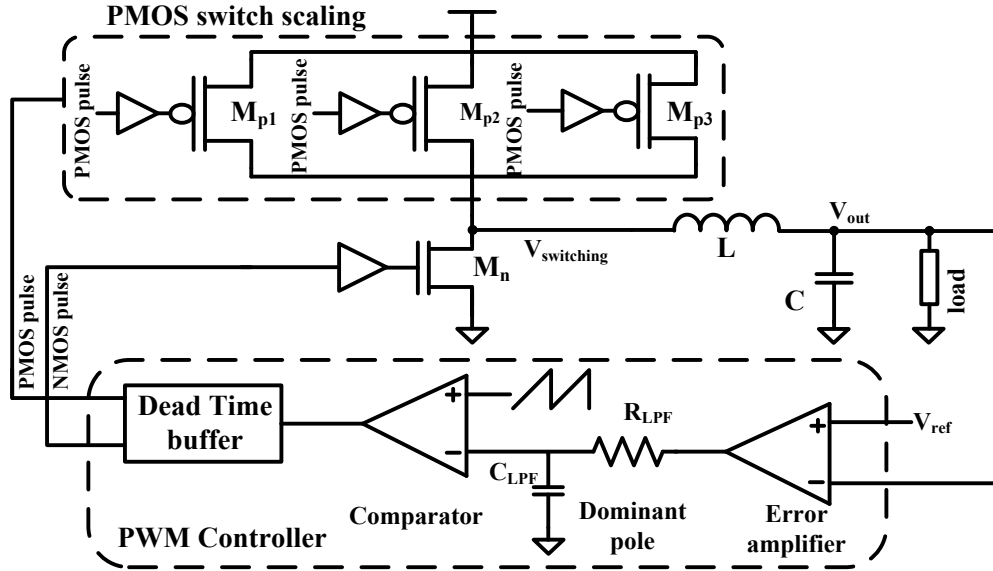 PMOS switch scaling
PMOS pulse
Mp1
PMOS pulse
Mp2
PMOS pulse
Mp3
Vswitching
L
Vout
C
load
Mn
PMOS pulse
NMOS pulse
Dead Time
buffer
+
−
Comparator
CLPF
RLPF
Dominant
pole
+
−
Vref
Error
amplifier
PWM Controller